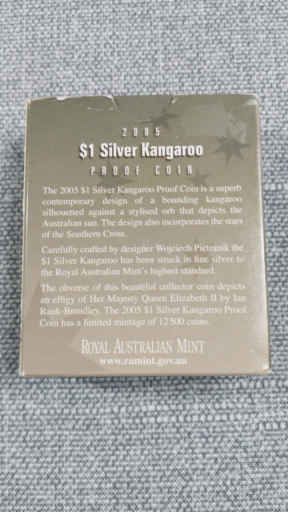 2005
$1 Silver Kangaroo
PROOF COIN
The 2005 $1 Silver Kangaroo Proof Coin is a superb
contemporary design of a bounding kangaroo
silhouetted against a stylised orb that depicts the
Australian sun. The design also incorporates the stars
of the Southern Cross.
Carefully crafted by designer Wojciech Pietranik the
$1 Silver Kangaroo has been struck in fine silver to
the Royal Australian Mint's highest standard.
The obverse of this beautiful collector coin depicts
an effigy of Her Majesty Queen Elizabeth II by Ian
Rank-Broadley. The 2005 $1 Silver Kangaroo Proof
Coin has a limited mintage of 12 500 coins.
ROYAL AUSTRALIAN MINT
www.ramint.gov.au